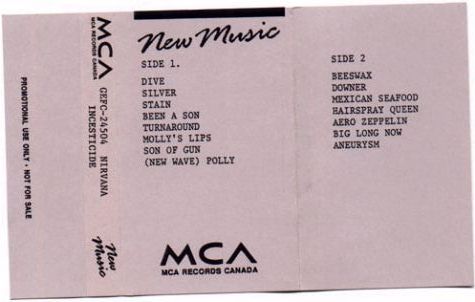 PROMOTIONAL USE ONLY · NOT FOR SALE
MCA
MCA RECORDS CANADA
GEFC-24504 NIRVANA
INCESTICIDE
New
Music
New Music
SIDE 1.
DIVE
SILVER
STAIN
BEEN A SON
TURNAROUND
MOLLY'S LIPS
SON OF GUN
(NEW WAVE) POLLY
MCA
MCA RECORDS CANADA
SIDE 2
BEESWAX
DOWNER
MEXICAN SEAFOOD
HAIRSPRAY QUEEN
AERO ZEPPELIN
BIG LONG NOW
ANEURYSM